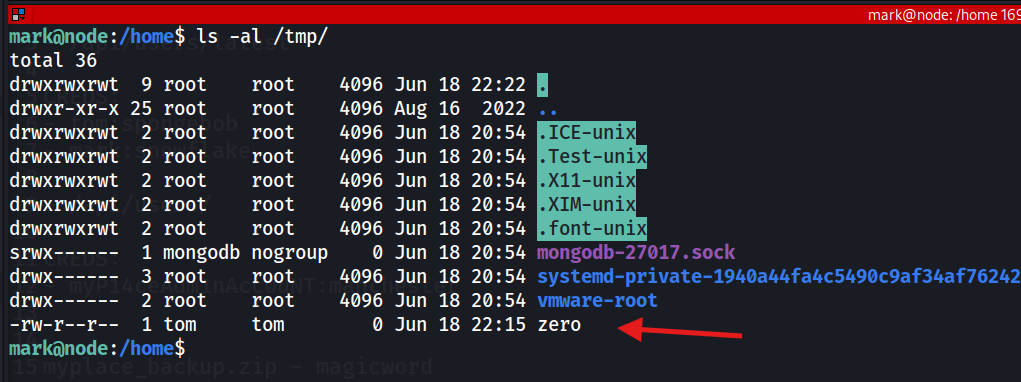 mark@node: /home 169
mark@node:/home$ ls -al /tmp/
total 36
drwxrwxrwt  9 root    root    4096 Jun 18 22:22 .
drwxr-xr-x 25 root    root    4096 Aug 16  2022 ..
drwxrwxrwt  2 root    root    4096 Jun 18 20:54 .ICE-unix
drwxrwxrwt  2 root    root    4096 Jun 18 20:54 .Test-unix
drwxrwxrwt  2 root    root    4096 Jun 18 20:54 .X11-unix
drwxrwxrwt  2 root    root    4096 Jun 18 20:54 .XIM-unix
drwxrwxrwt  2 root    root    4096 Jun 18 20:54 .font-unix
srwx------  1 mongodb nogroup    0 Jun 18 20:54 mongodb-27017.sock
drwx------  3 root    root    4096 Jun 18 20:54 systemd-private-1940a44fa4c5490c9af34af76242
drwx------  2 root    root    4096 Jun 18 20:54 vmware-root
-rw-r--r--  1 tom     tom        0 Jun 18 22:15 zero
mark@node:/home$
15 myplace_backup.zip - magicword